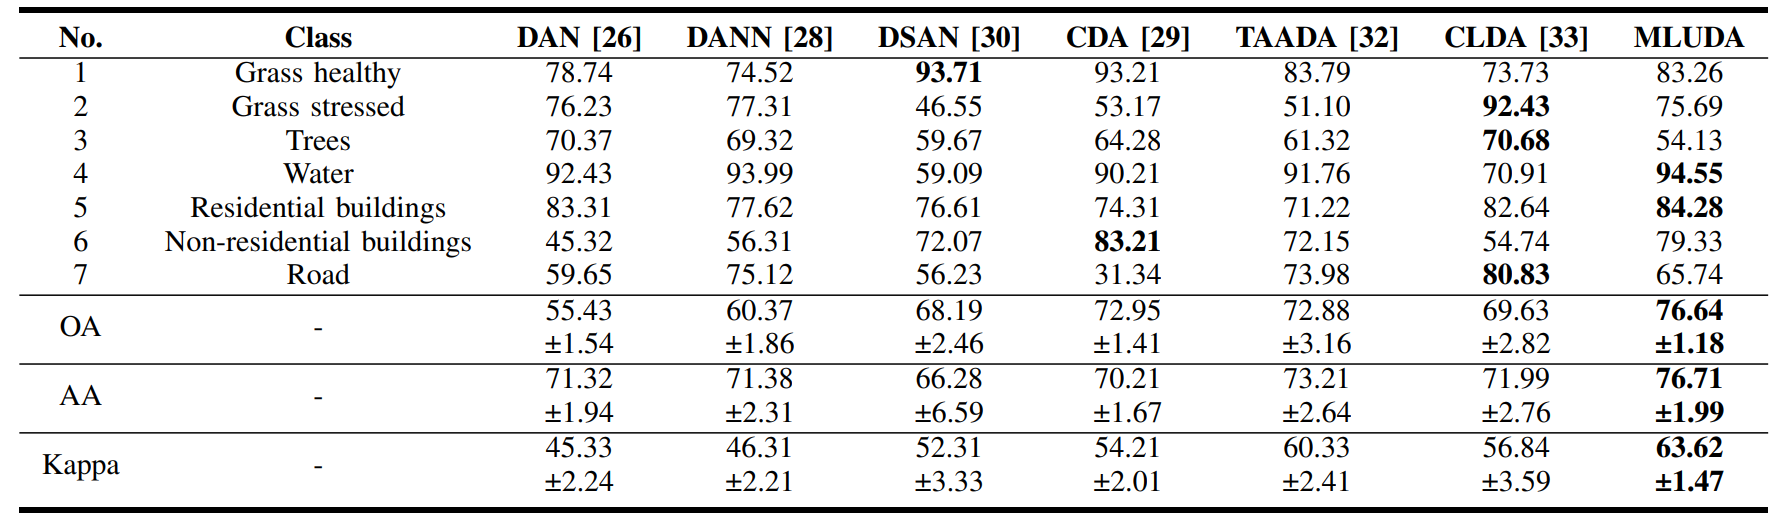 No. Class DAN [26] DANN [28] DSAN [30] CDA [29] TAADA [32] CLDA [33] MLUDA
1 Grass healthy 78.74 74.52 93.71 93.21 83.79 73.73 83.26
2 Grass stressed 76.23 77.31 46.55 53.17 51.10 92.43 75.69
3 Trees 70.37 69.32 59.67 64.28 61.32 70.68 54.13
4 Water 92.43 93.99 59.09 90.21 91.76 70.91 94.55
5 Residential buildings 83.31 77.62 76.61 74.31 71.22 82.64 84.28
6 Non-residential buildings 45.32 56.31 72.07 83.21 72.15 54.74 79.33
7 Road 59.65 75.12 56.23 31.34 73.98 80.83 65.74
OA - 55.43 60.37 68.19 72.95 72.88 69.63 76.64
±1.54 ±1.86 ±2.46 ±1.41 ±3.16 ±2.82 ±1.18
AA - 71.32 71.38 66.28 70.21 73.21 71.99 76.71
±1.94 ±2.31 ±6.59 ±1.67 ±2.64 ±2.76 ±1.99
Kappa - 45.33 46.31 52.31 54.21 60.33 56.84 63.62
±2.24 ±2.21 ±3.33 ±2.01 ±2.41 ±3.59 ±1.47